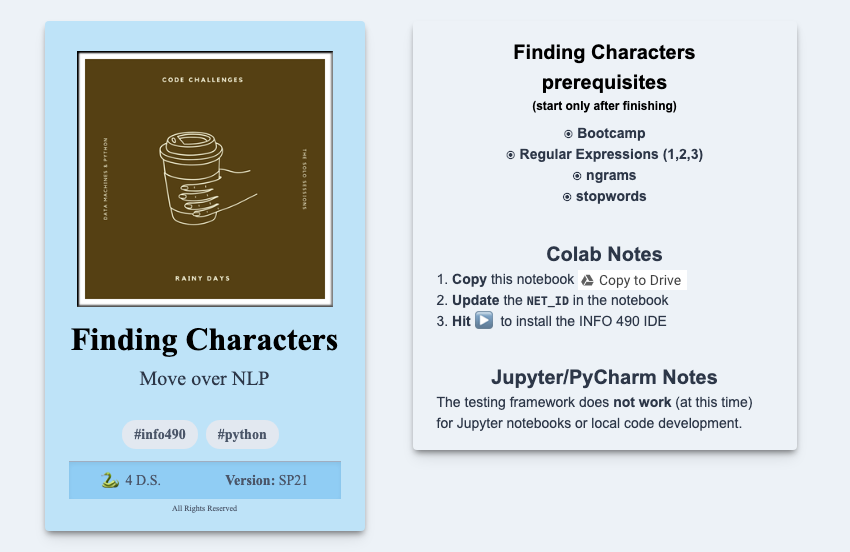 CODE CHALLENGES
DATA MACHINES & PYTHON
THE SOLO SESSIONS
RAINY DAYS
Finding Characters
Move over NLP
#info490 #python
4 D.S. Version: SP21
All Rights Reserved
Finding Characters
prerequisites
(start only after finishing)
Bootcamp
Regular Expressions (1,2,3)
ngrams
stopwords
Colab Notes
1. Copy this notebook Copy to Drive
2. Update the NET_ID in the notebook
3. Hit ▶️ to install the INFO 490 IDE
Jupyter/PyCharm Notes
The testing framework does not work (at this time)
for Jupyter notebooks or local code development.